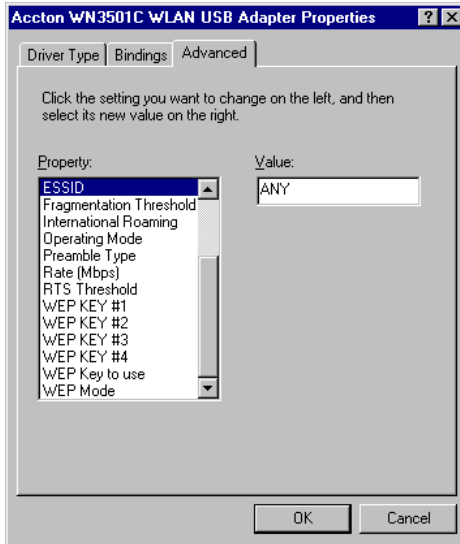 Accton WN3501C WLAN USB Adapter Properties
Driver Type Bindings Advanced
Click the setting you want to change on the left, and then
select its new value on the right.
Property: Value:
ESSID ANY
Fragmentation Threshold
International Roaming
Operating Mode
Preamble Type
Rate (Mbps)
RTS Threshold
WEP KEY #1
WEP KEY #2
WEP KEY #3
WEP KEY #4
WEP Key to use
WEP Mode
OK Cancel